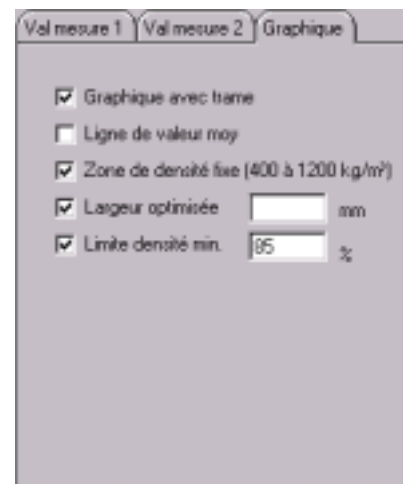 Val mesure 1 Val mesure 2 Graphique
Graphique avec trame
Ligne de valeur moy
Zone de densité fixe (400 à 1200 kg/m³)
Largeur optimisée mm
Limite densité min. 85 %